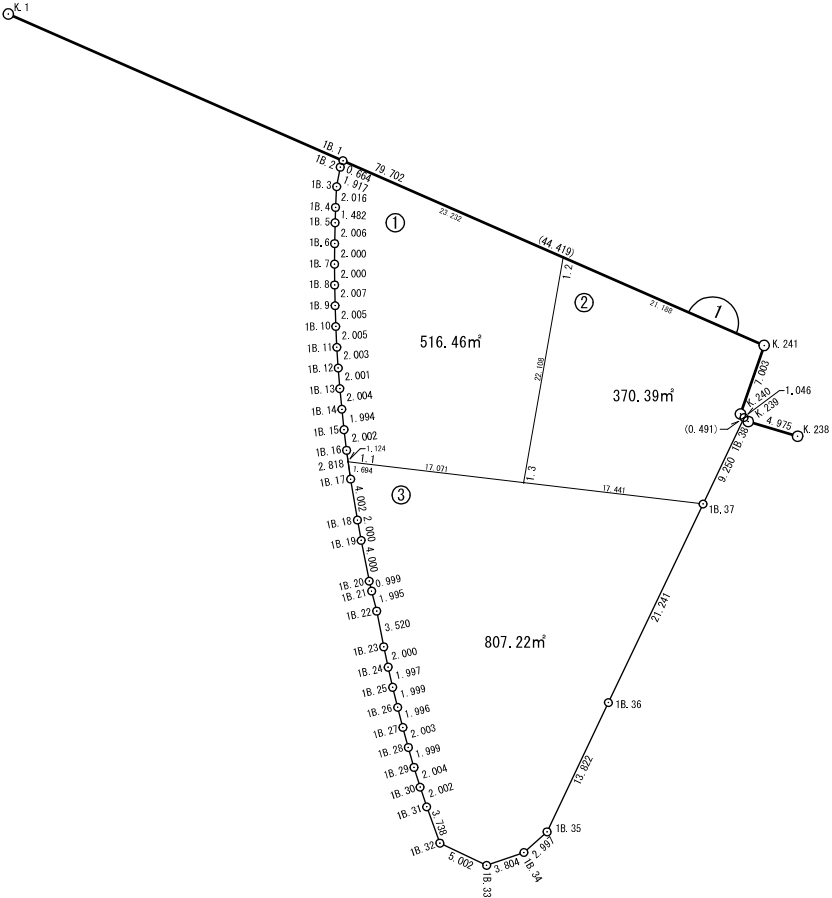 K.1
1B.1
1B.2
0.664
79.702
1B.3
1.917
2.016
1B.4
1.482
1B.5
2.006
①
23.232
(44.419)
1B.6
2.000
1.2
1B.7
2.000
②
21.188
1
1B.8
2.007
1B.9
2.005
1B.10
2.005
516.46㎡
K.241
1B.11
2.003
1.003
1B.12
2.001
22.108
1.046
1B.13
2.004
370.39㎡
K.240
K.239
1B.14
1.994
(0.491)
4.975
K.238
1B.15
2.002
1B.38
1B.16
1.124
1.1
2.818
1.694
17.071
1.3
17.441
9.250
1B.17
4.002
③
1B.37
1B.18
2.000
1B.19
4.000
1B.20
0.999
1B.21
1.995
1B.22
3.520
21.241
807.22㎡
1B.23
2.000
1B.24
1.997
1B.25
1.999
1B.26
1.996
1B.36
1B.27
2.003
1B.28
1.999
1B.29
2.004
13.822
1B.30
2.002
1B.31
3.738
1B.35
1B.32
5.002
3.804
2.997
1B.33
1B.34